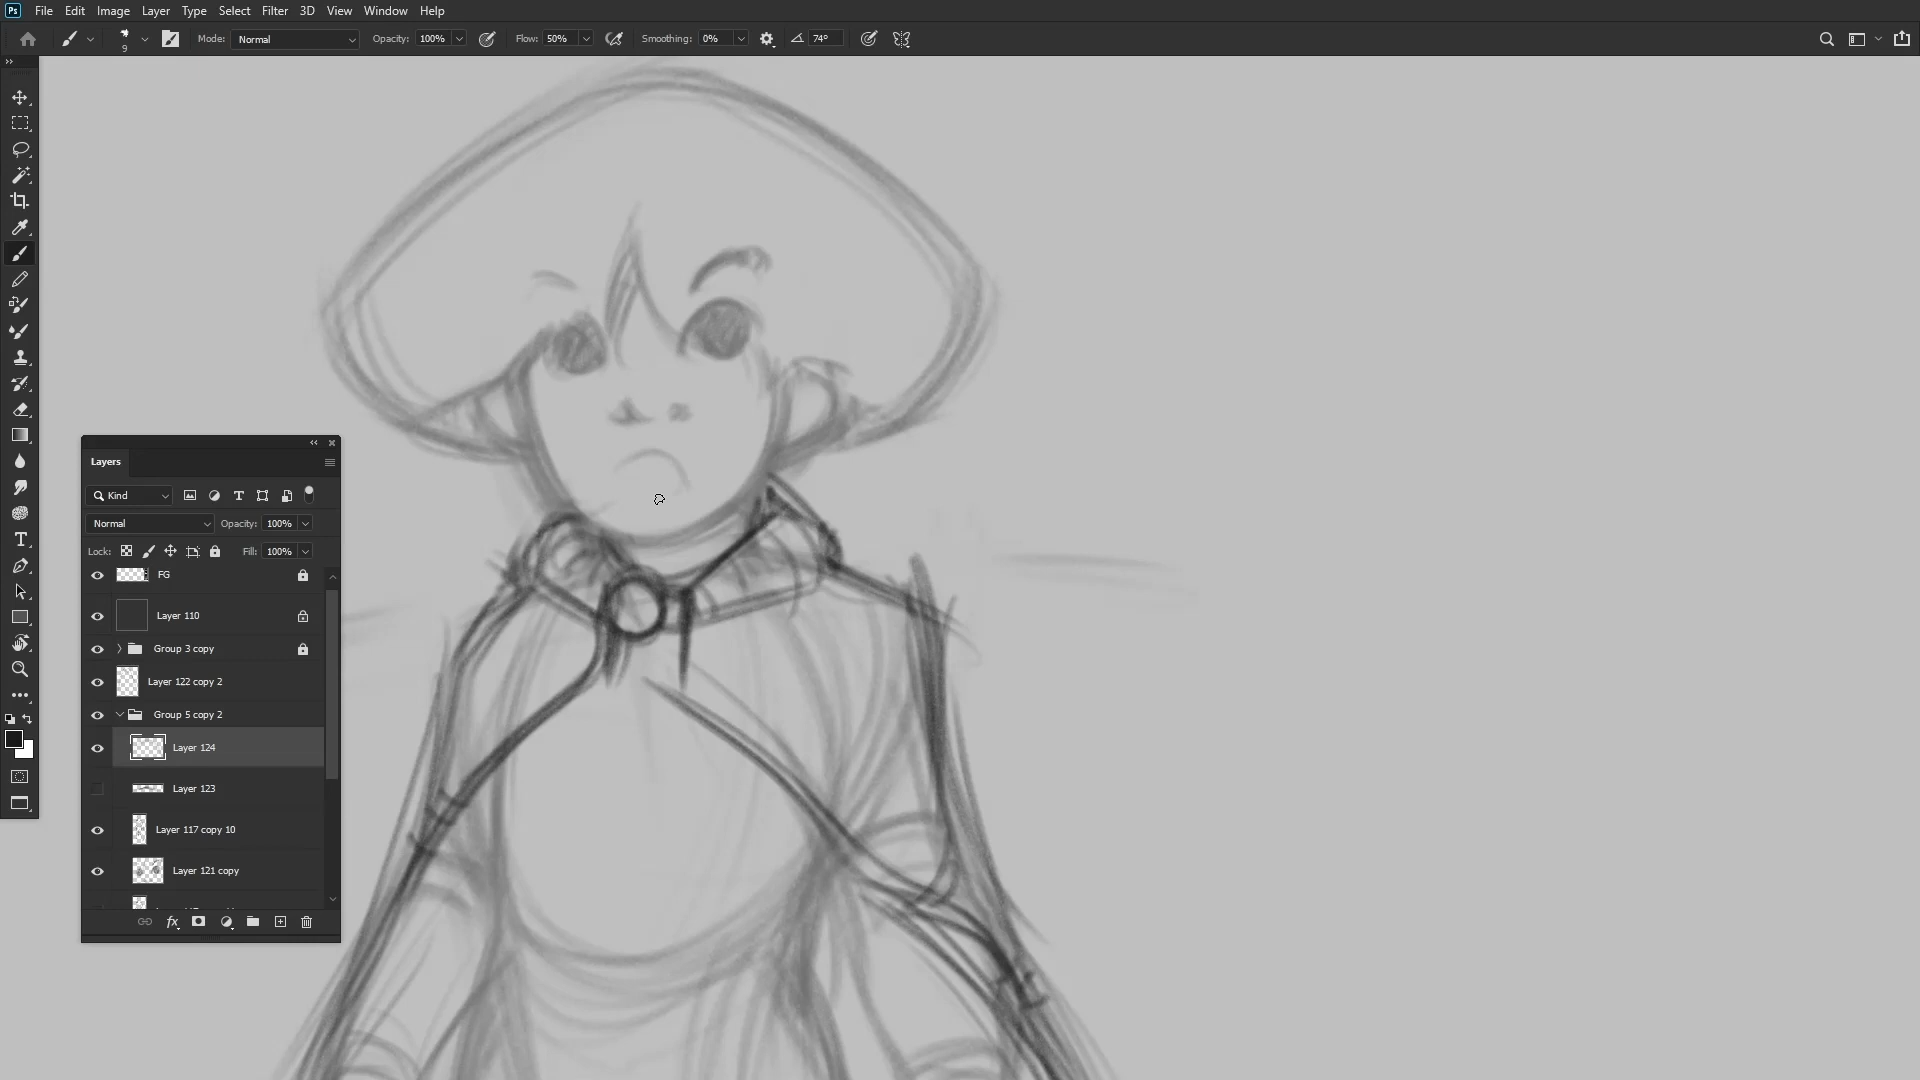 Ps File Edit Image Layer Type Select Filter 3D View Window Help
9 Mode: Normal Opacity: 100% Flow: 50% Smoothing: 0% 74°
Layers
Kind
Normal Opacity: 100%
Lock: Fill: 100%
FG
Layer 110
Group 3 copy
Layer 122 copy 2
Group 5 copy 2
Layer 124
Layer 123
Layer 117 copy 10
Layer 121 copy
fx